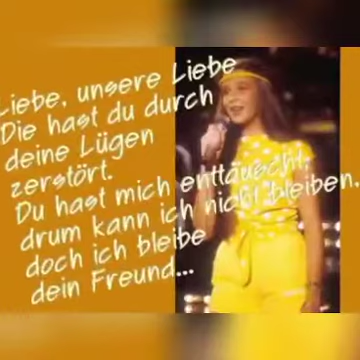 Liebe, unsere Liebe
Die hast du durch
deine Lügen
zerstört.
Du hast mich enttäuscht,
drum kann ich nicht bleiben.
doch ich bleibe
dein Freund...